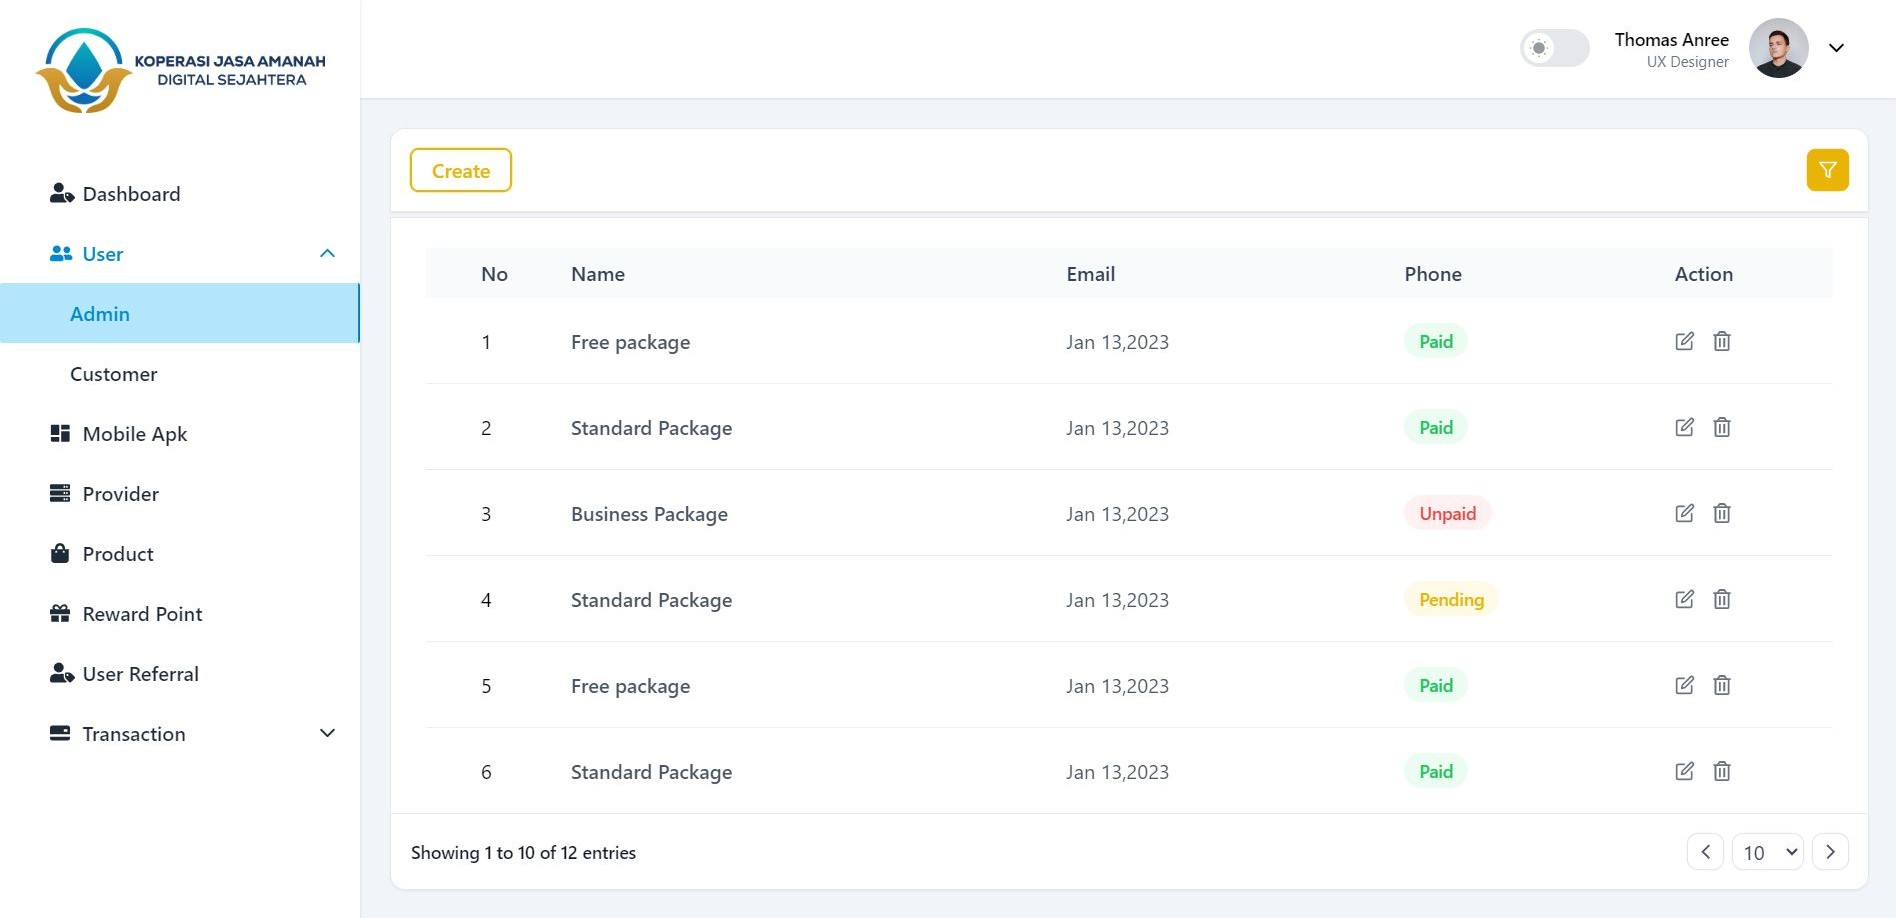 KOPERASI JASA AMANAH
DIGITAL SEJAHTERA
Thomas Anree
UX Designer
Dashboard
User
Admin
Customer
Mobile Apk
Provider
Product
Reward Point
User Referral
Transaction
Create
No Name Email Phone Action
1 Free package Jan 13,2023 Paid
2 Standard Package Jan 13,2023 Paid
3 Business Package Jan 13,2023 Unpaid
4 Standard Package Jan 13,2023 Pending
5 Free package Jan 13,2023 Paid
6 Standard Package Jan 13,2023 Paid
Showing 1 to 10 of 12 entries
10